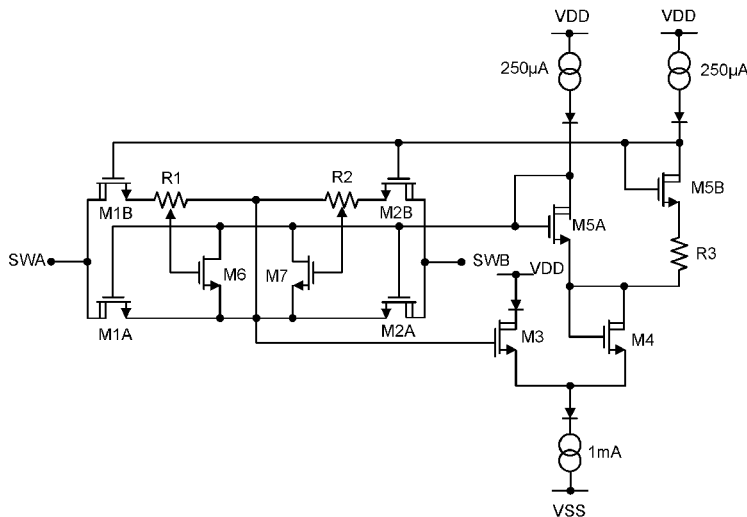 VDD
VDD
250µA
250µA
R1
R2
M1B
M2B
M5B
M5A
SWA
M6
M7
SWB
VDD
R3
M1A
M2A
M3
M4
1mA
VSS